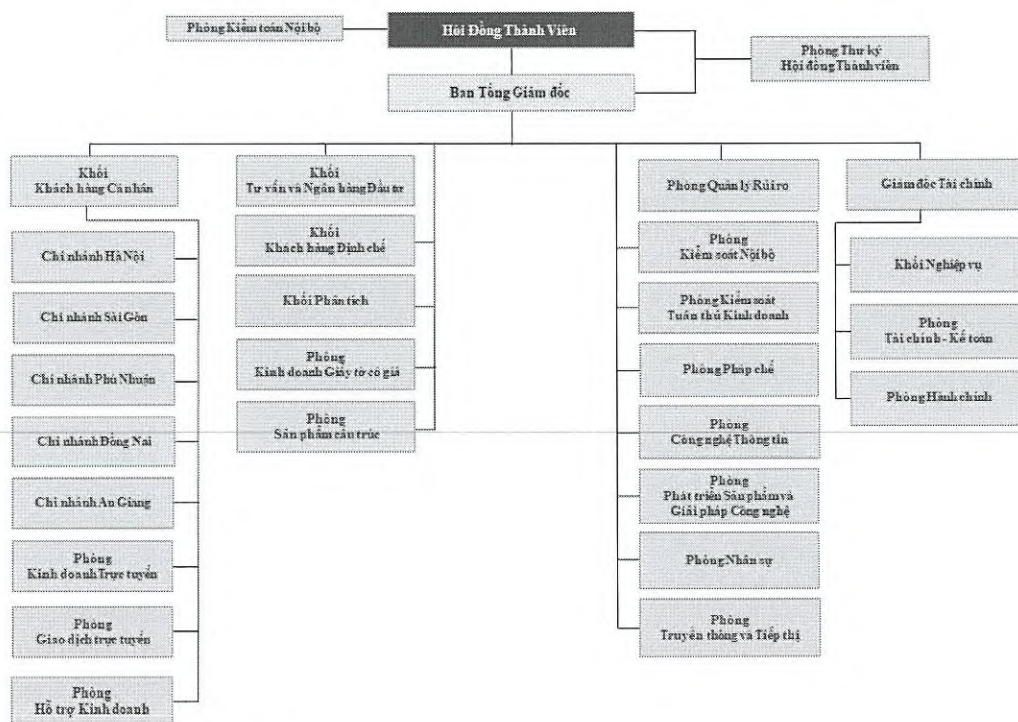 Phòng Kiểm toán Nội bộ
Hội Đồng Thành Viên
Phòng Thư ký
Hội đồng Thành viên
Ban Tổng Giám đốc
Khối
Khách hàng Cá nhân
Chi nhánh Hà Nội
Chi nhánh Sài Gòn
Chi nhánh Phú Nhuận
Chi nhánh Đồng Nai
Chi nhánh An Giang
Phòng
Kinh doanh Trực tuyến
Phòng
Giao dịch trực tuyến
Phòng
Hỗ trợ Kinh doanh
Khối
Tư vấn và Ngân hàng Đầu tư
Khối
Khách hàng Định chế
Khối Phân tích
Phòng
Kinh doanh Giấy tờ có giá
Phòng
Sản phẩm cấu trúc
Phòng Quản lý Rủi ro
Phòng
Kiểm soát Nội bộ
Phòng Kiểm soát
Tuân thủ Kinh doanh
Phòng Pháp chế
Phòng
Công nghệ Thông tin
Phòng
Phát triển Sản phẩm và
Giải pháp Công nghệ
Phòng Nhân sự
Phòng
Truyền thông và Tiếp thị
Giám đốc Tài chính
Khối Nghiệp vụ
Phòng
Tài chính - Kế toán
Phòng Hành chính